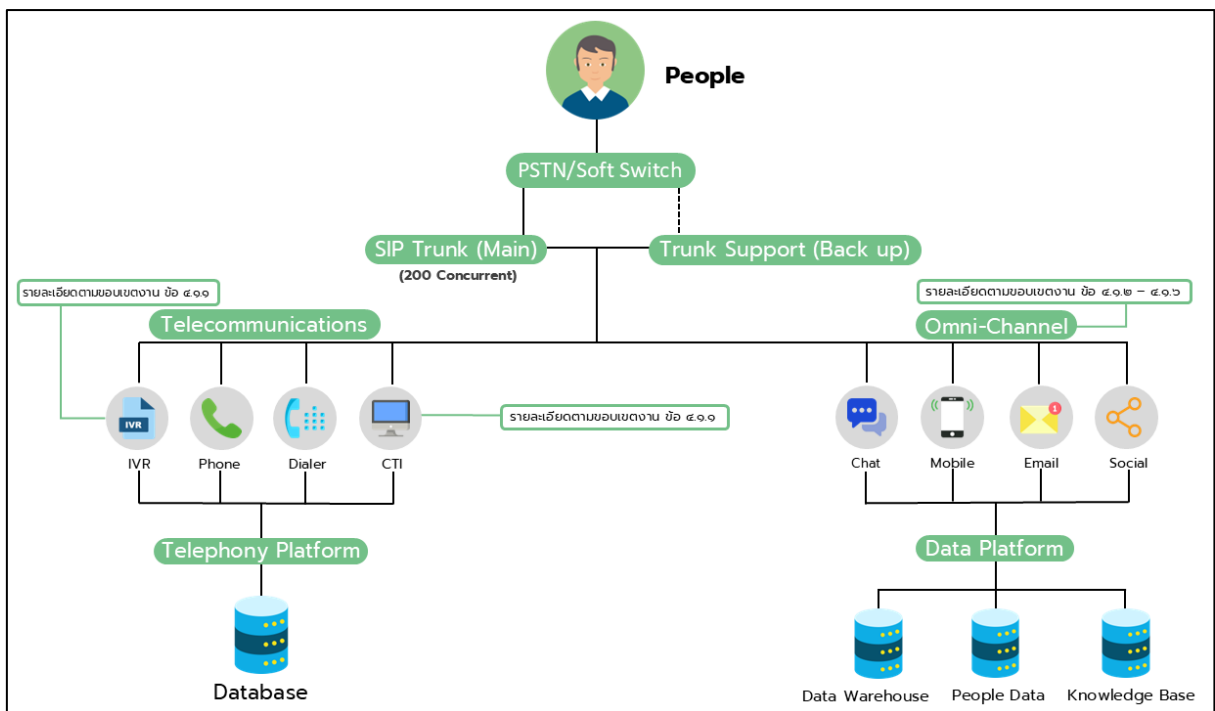 People
PSTN/Soft Switch
SIP Trunk (Main)
Trunk Support (Back up)
(200 Concurrent)
รายละเอียดตามขอบเขตงาน ข้อ ๔.๑.๑
รายละเอียดตามขอบเขตงาน ข้อ ๔.๑.๒ – ๔.๑.๖
Telecommunications
Omni-Channel
IVR
1
รายละเอียดตามขอบเขตงาน ข้อ ๔.๑.๑
IVR
Phone
Dialer
CTI
Chat
Mobile
Email
Social
Telephony Platform
Data Platform
Database
Data Warehouse
People Data
Knowledge Base